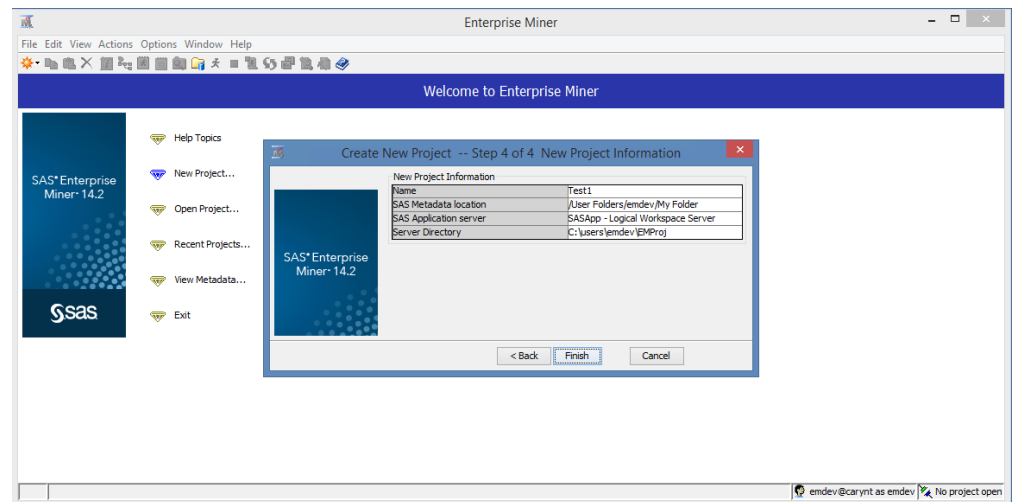 Enterprise Miner
File Edit View Actions Options Window Help
Welcome to Enterprise Miner
SAS® Enterprise
Miner™ 14.2
sas
Help Topics
New Project...
Open Project...
Recent Projects...
View Metadata...
Exit
Create New Project -- Step 4 of 4 New Project Information
SAS® Enterprise
Miner™ 14.2
New Project Information
Name Test1
SAS Metadata location /User Folders/emdev/My Folder
SAS Application server SASApp - Logical Workspace Server
Server Directory C:\users\emdev\EMProj
< Back Finish Cancel
emdev@carynt as emdev No project open